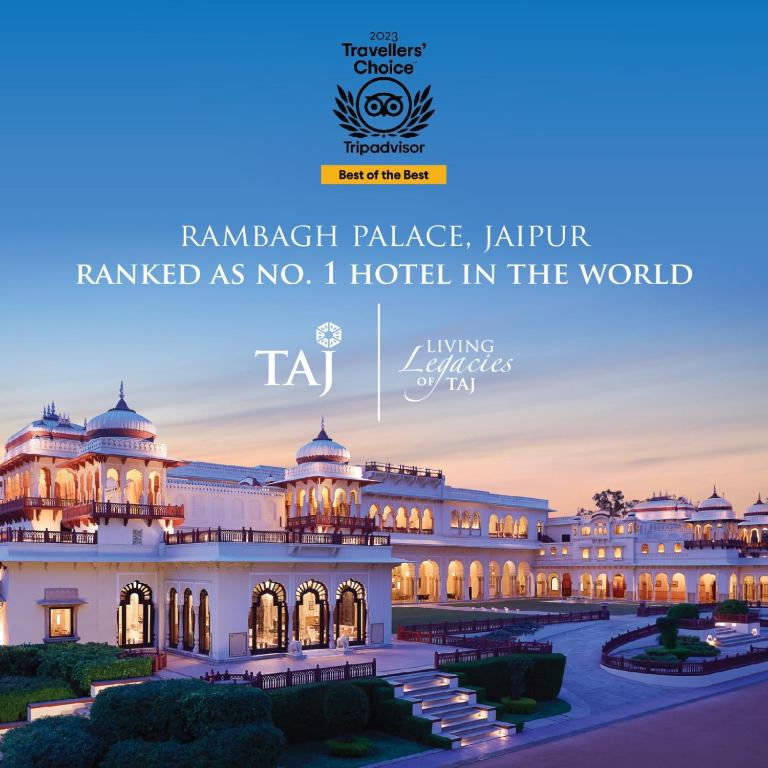 2023
Travellers'
Choice™
Tripadvisor
Best of the Best
RAMBAGH PALACE, JAIPUR
RANKED AS NO. 1 HOTEL IN THE WORLD
TAJ
LIVING
Legacies
OF TAJ